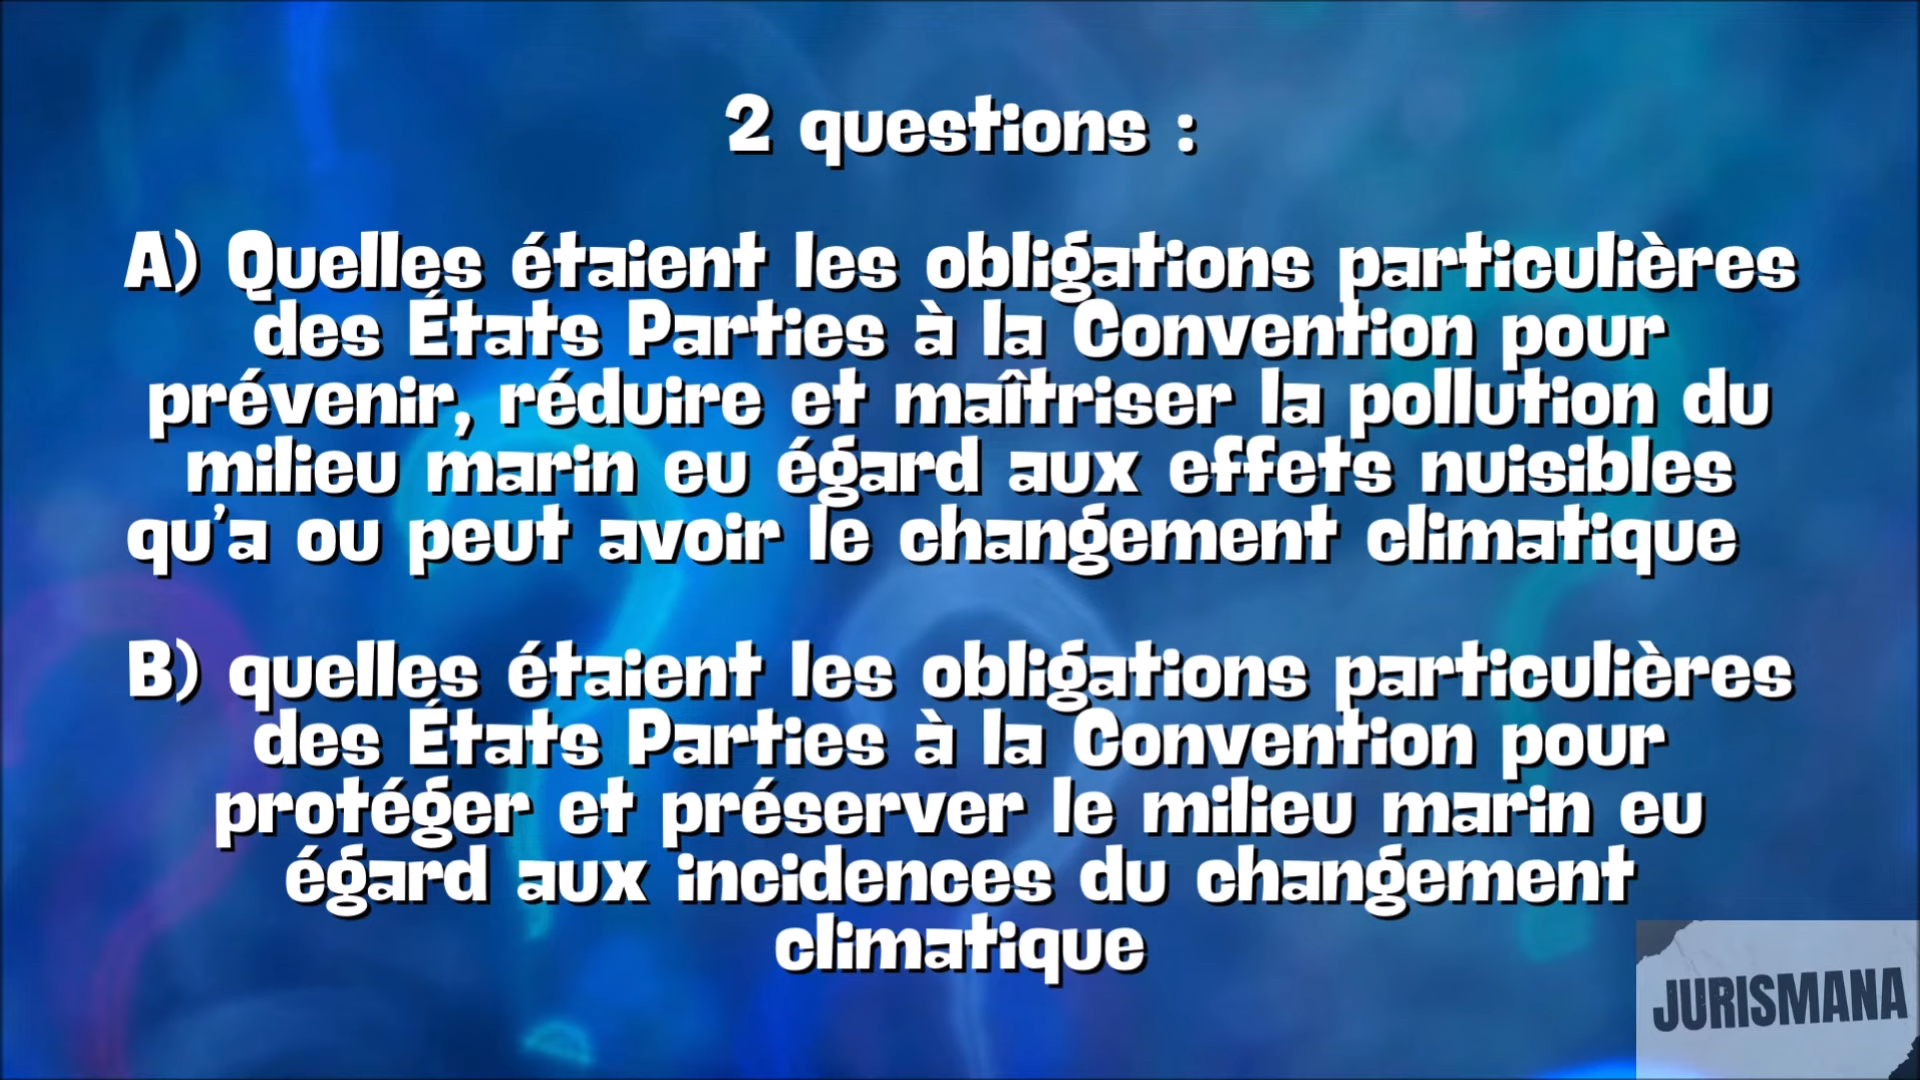 2 questions :
A) Quelles étaient les obligations particulières
des États Parties à la Convention pour
prévenir, réduire et maîtriser la pollution du
milieu marin eu égard aux effets nuisibles
qu'a ou peut avoir le changement climatique
B) quelles étaient les obligations particulières
des États Parties à la Convention pour
protéger et préserver le milieu marin eu
égard aux incidences du changement
climatique
JURISMANA